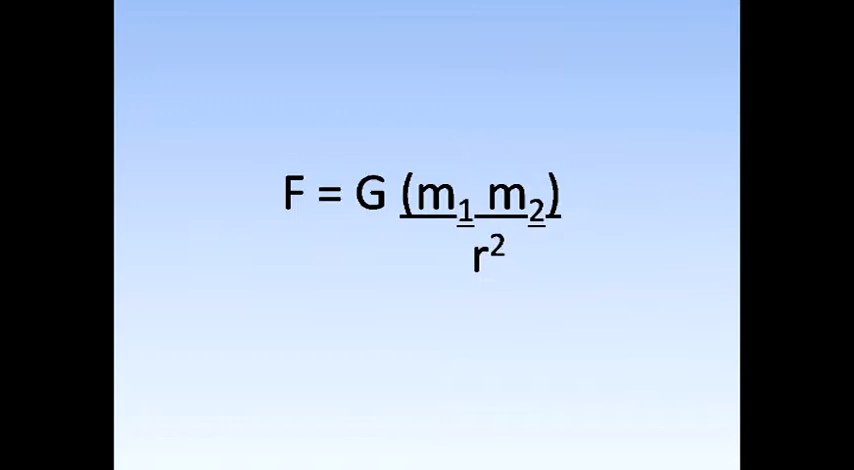 F = G (m₁ m₂)
r²